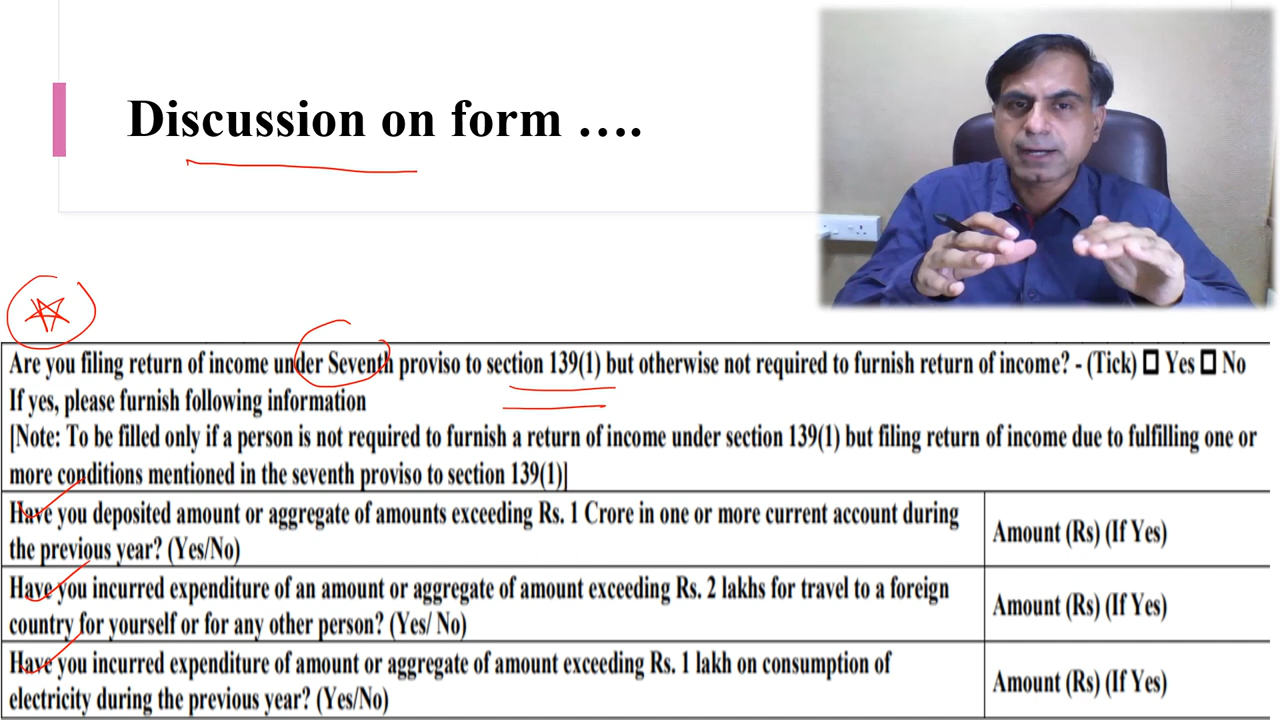 Discussion on form ….
Are you filing return of income under Seventh proviso to section 139(1) but otherwise not required to furnish return of income? - (Tick) ☐ Yes ☐ No
If yes, please furnish following information
[Note: To be filled only if a person is not required to furnish a return of income under section 139(1) but filing return of income due to fulfilling one or
more conditions mentioned in the seventh proviso to section 139(1)]
Have you deposited amount or aggregate of amounts exceeding Rs. 1 Crore in one or more current account during
the previous year? (Yes/No)
Amount (Rs) (If Yes)
Have you incurred expenditure of an amount or aggregate of amount exceeding Rs. 2 lakhs for travel to a foreign
country for yourself or for any other person? (Yes/ No)
Amount (Rs) (If Yes)
Have you incurred expenditure of amount or aggregate of amount exceeding Rs. 1 lakh on consumption of
electricity during the previous year? (Yes/No)
Amount (Rs) (If Yes)